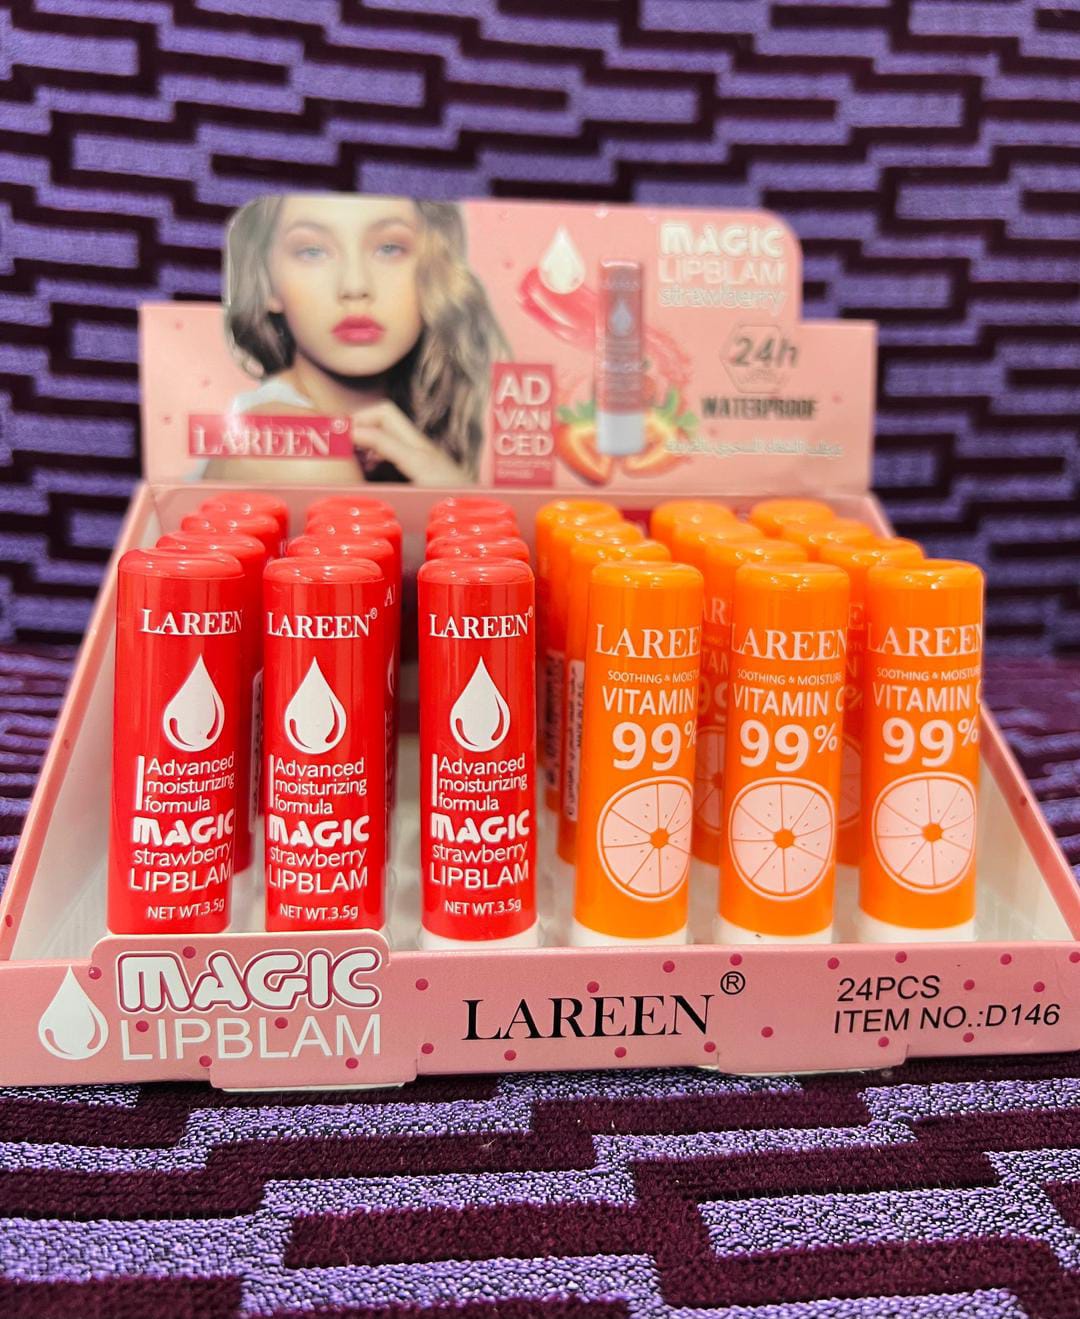 MAGIC
LIPBLAM
strawberry
24h
WATERPROOF
AD
VAN
CED
LAREEN®
LAREEN
Advanced
moisturizing
formula
MAGIC
strawberry
LIPBLAM
NET WT.3.5g
LAREEN®
Advanced
moisturizing
formula
MAGIC
strawberry
LIPBLAM
NET WT.3.5g
LAREEN®
Advanced
moisturizing
formula
MAGIC
strawberry
LIPBLAM
NET WT.3.5g
LAREE
SOOTHING & MOISTU
VITAMIN
99%
LAREEN
SOOTHING & MOISTURE
VITAMIN C
99%
LAREEN
SOOTHING & MOISTU
VITAMIN C
99%
MAGIC
LIPBLAM
LAREEN®
24PCS
ITEM NO.:D146